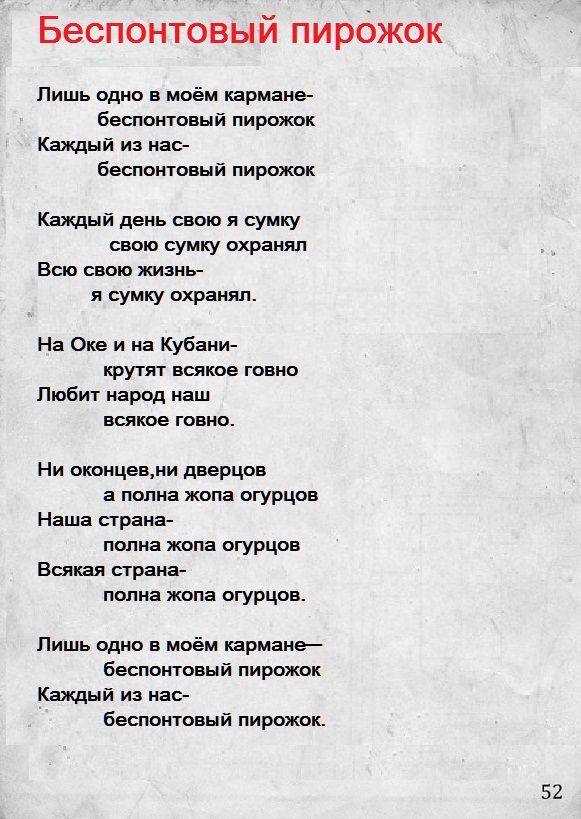 Беспонтовый пирожок
Лишь одно в моём кармане-
беспонтовый пирожок
Каждый из нас-
беспонтовый пирожок
Каждый день свою я сумку
свою сумку охранял
Всю свою жизнь-
я сумку охранял.
На Оке и на Кубани-
крутят всякое говно
Любит народ наш
всякое говно.
Ни оконцев,ни дверцов
а полна жопа огурцов
Наша страна-
полна жопа огурцов
Всякая страна-
полна жопа огурцов.
Лишь одно в моём кармане—
беспонтовый пирожок
Каждый из нас-
беспонтовый пирожок.
52